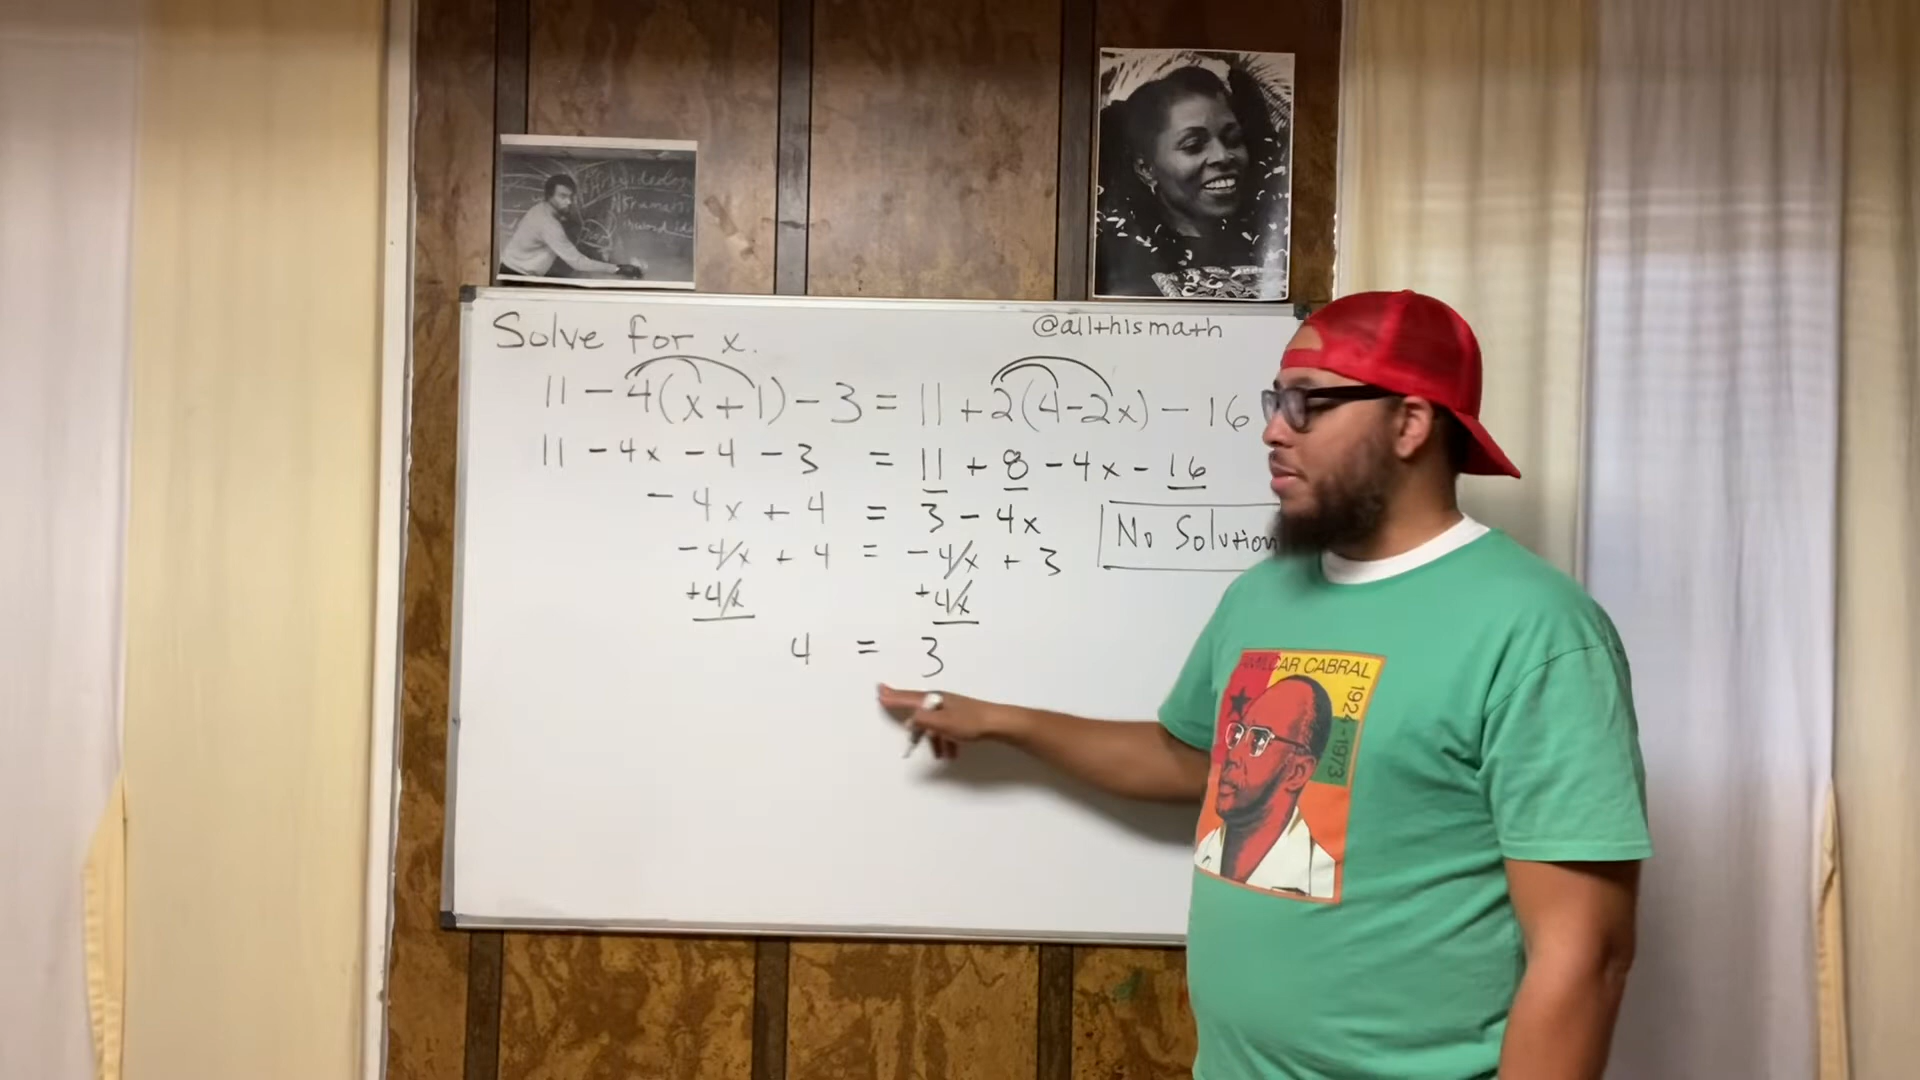 Solve for x.
@allthismath
11 - 4(x+1) - 3 = 11 + 2(4-2x) - 16
11 - 4x - 4 - 3 = 11 + 8 - 4x - 16
- 4x + 4 = 3 - 4x
No Solution
- 4x + 4 = - 4x + 3
+4x +4x
4 = 3
AMILCAR CABRAL
1924-1973